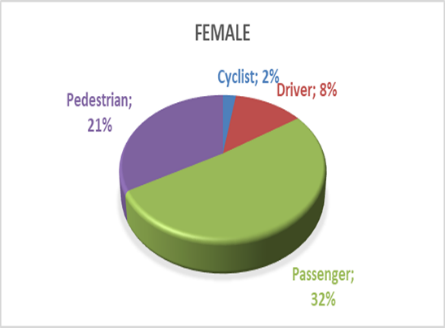 FEMALE
Cyclist; 2%
Driver; 8%
Pedestrian;
21%
Passenger;
32%